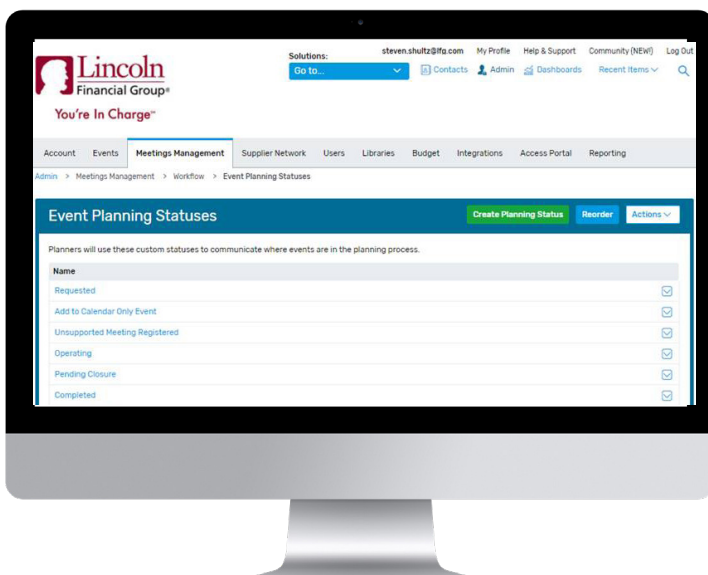 Solutions:
steven.shultz@lfg.com My Profile Help & Support Community (NEW!) Log Out
Go to... Contacts Admin Dashboards Recent Items
Lincoln
Financial Group®
You're In Charge℠
Account Events Meetings Management Supplier Network Users Libraries Budget Integrations Access Portal Reporting
Admin > Meetings Management > Workflow > Event Planning Statuses
Event Planning Statuses Create Planning Status Reorder Actions
Planners will use these custom statuses to communicate where events are in the planning process.
Name
Requested
Add to Calendar Only Event
Unsupported Meeting Registered
Operating
Pending Closure
Completed